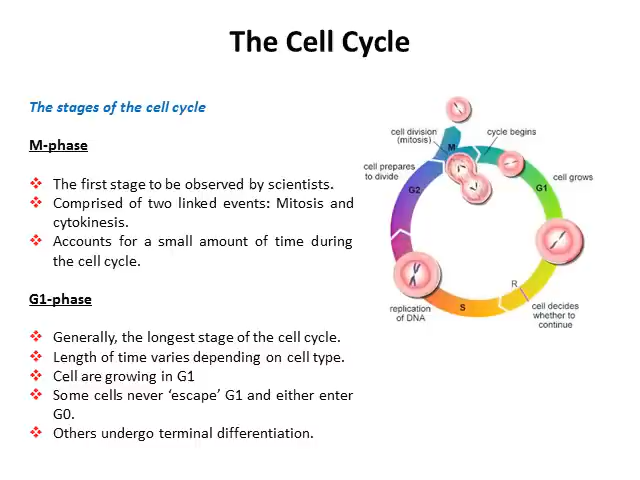 The Cell Cycle
The stages of the cell cycle
M-phase
The first stage to be observed by scientists.
Comprised of two linked events: Mitosis and
cytokinesis.
Accounts for a small amount of time during
the cell cycle.
G1-phase
Generally, the longest stage of the cell cycle.
Length of time varies depending on cell type.
Cell are growing in G1
Some cells never ‘escape’ G1 and either enter
G0.
Others undergo terminal differentiation.
cell division
(mitosis)
M
cycle begins
cell prepares
to divide
G2
G1
cell grows
R
replication
of DNA
S
cell decides
whether to
continue